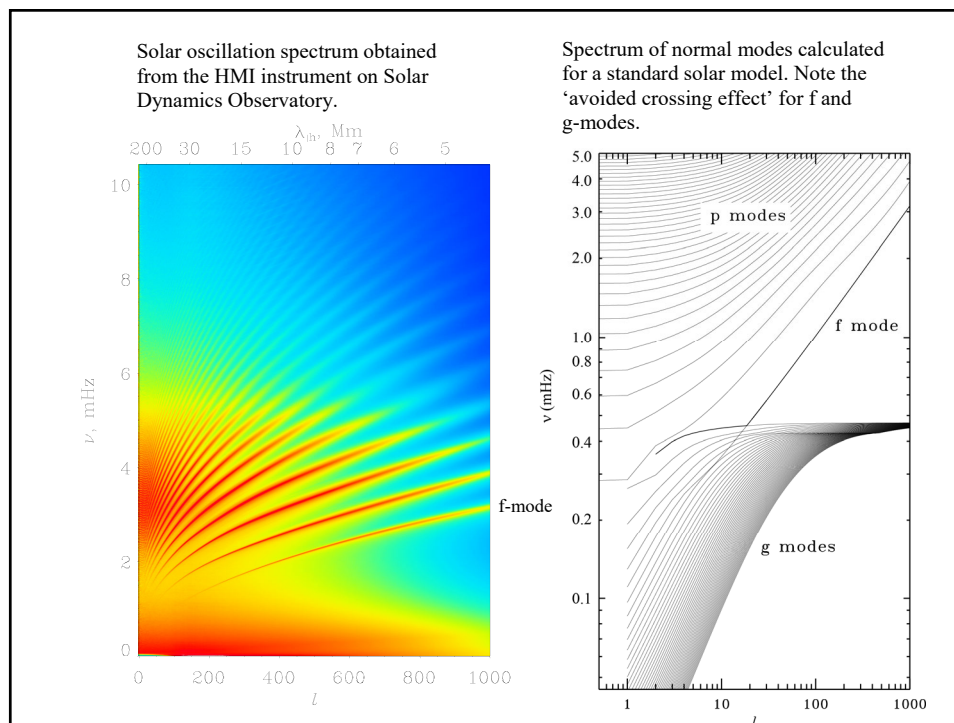 Solar oscillation spectrum obtained
from the HMI instrument on Solar
Dynamics Observatory.
λ_h, Mm
200 30 15 10 8 7 6 5
10
8
6
4
2
0
ν, mHz
0 200 400 600 800 1000
l
f-mode
Spectrum of normal modes calculated
for a standard solar model. Note the
‘avoided crossing effect’ for f and
g-modes.
5.0
4.0
3.0
2.0
1.0
0.8
0.6
0.4
0.2
0.1
ν (mHz)
p modes
f mode
g modes
1 10 100 1000
l